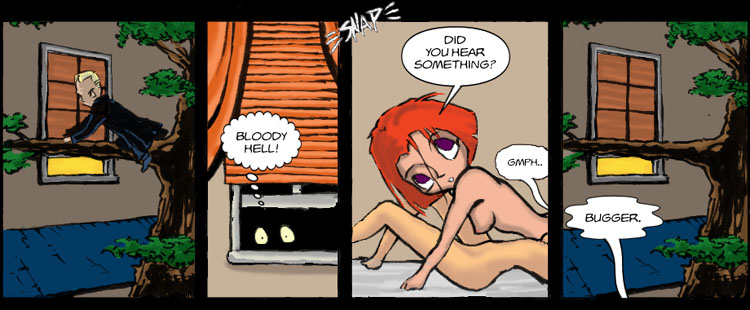 BLOODY
HELL!
SNAP
DID
YOU HEAR
SOMETHING?
GMPH..
BUGGER.